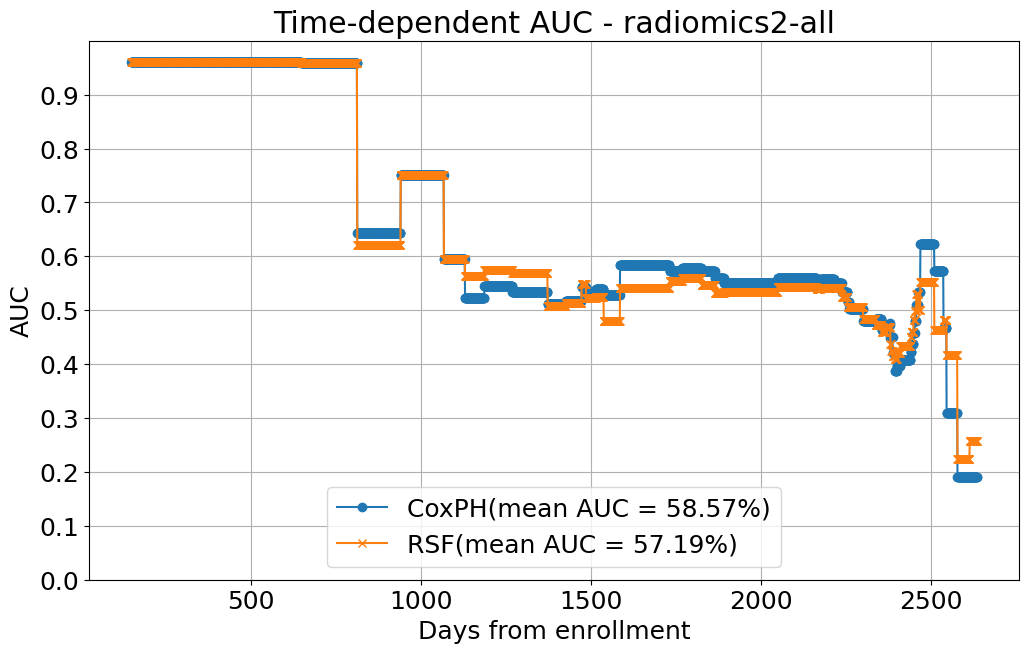 Time-dependent AUC - radiomics2-all
AUC
0.9
0.8
0.7
0.6
0.5
0.4
0.3
0.2
0.1
0.0
CoxPH(mean AUC = 58.57%)
RSF(mean AUC = 57.19%)
500 1000 1500 2000 2500
Days from enrollment